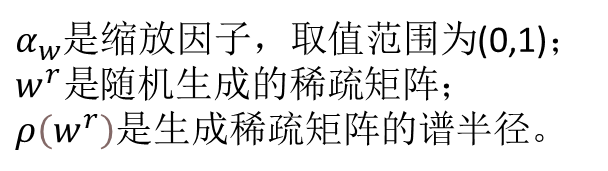 α_w是缩放因子，取值范围为(0,1)；
w^r是随机生成的稀疏矩阵；
ρ(w^r)是生成稀疏矩阵的谱半径。